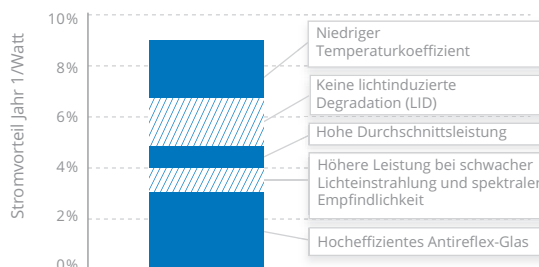 Stromvorteil Jahr 1/Watt
10%
8%
6%
4%
2%
0%
Niedriger
Temperaturkoeffizient
Keine lichtinduzierte
Degradation (LID)
Hohe Durchschnittsleistung
Höhere Leistung bei schwacher
Lichteinstrahlung und spektraler
Empfindlichkeit
Hocheffizientes Antireflex-Glas